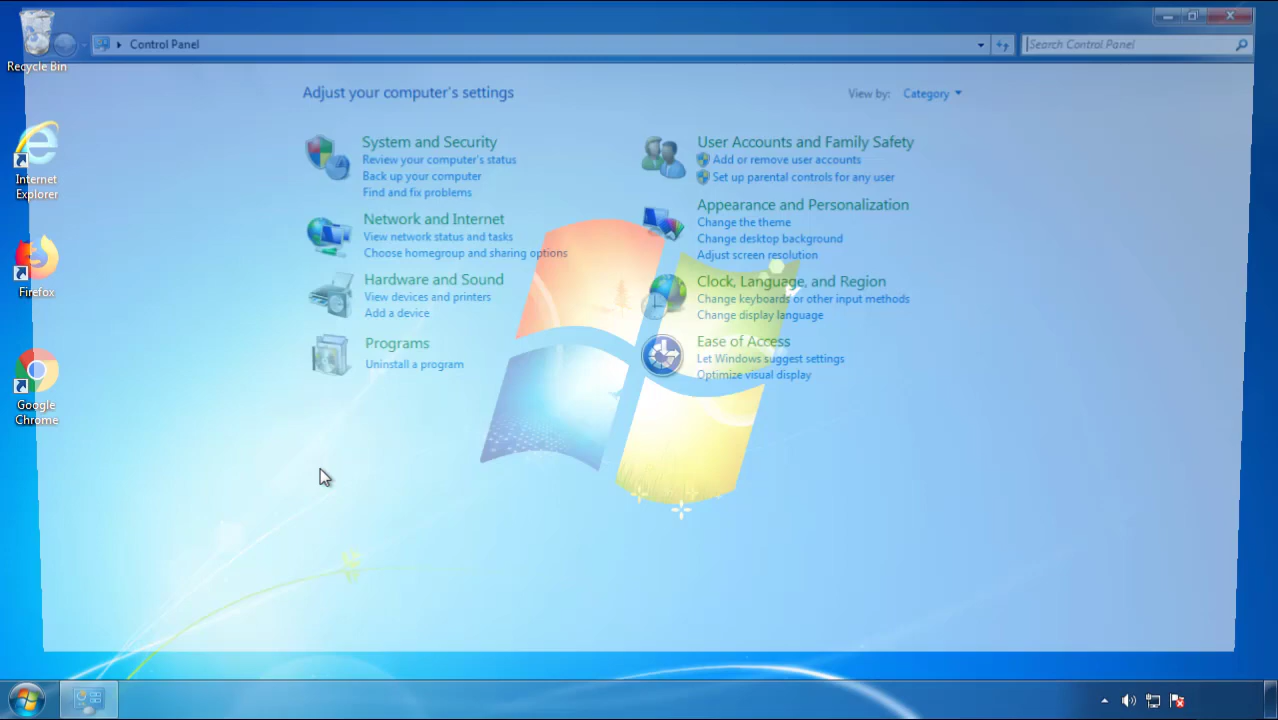 Recycle Bin
Internet
Explorer
Firefox
Google
Chrome
Control Panel
Search Control Panel
Adjust your computer's settings
View by: Category
System and Security
Review your computer's status
Back up your computer
Find and fix problems
Network and Internet
View network status and tasks
Choose homegroup and sharing options
Hardware and Sound
View devices and printers
Add a device
Programs
Uninstall a program
User Accounts and Family Safety
Add or remove user accounts
Set up parental controls for any user
Appearance and Personalization
Change the theme
Change desktop background
Adjust screen resolution
Clock, Language, and Region
Change keyboards or other input methods
Change display language
Ease of Access
Let Windows suggest settings
Optimize visual display